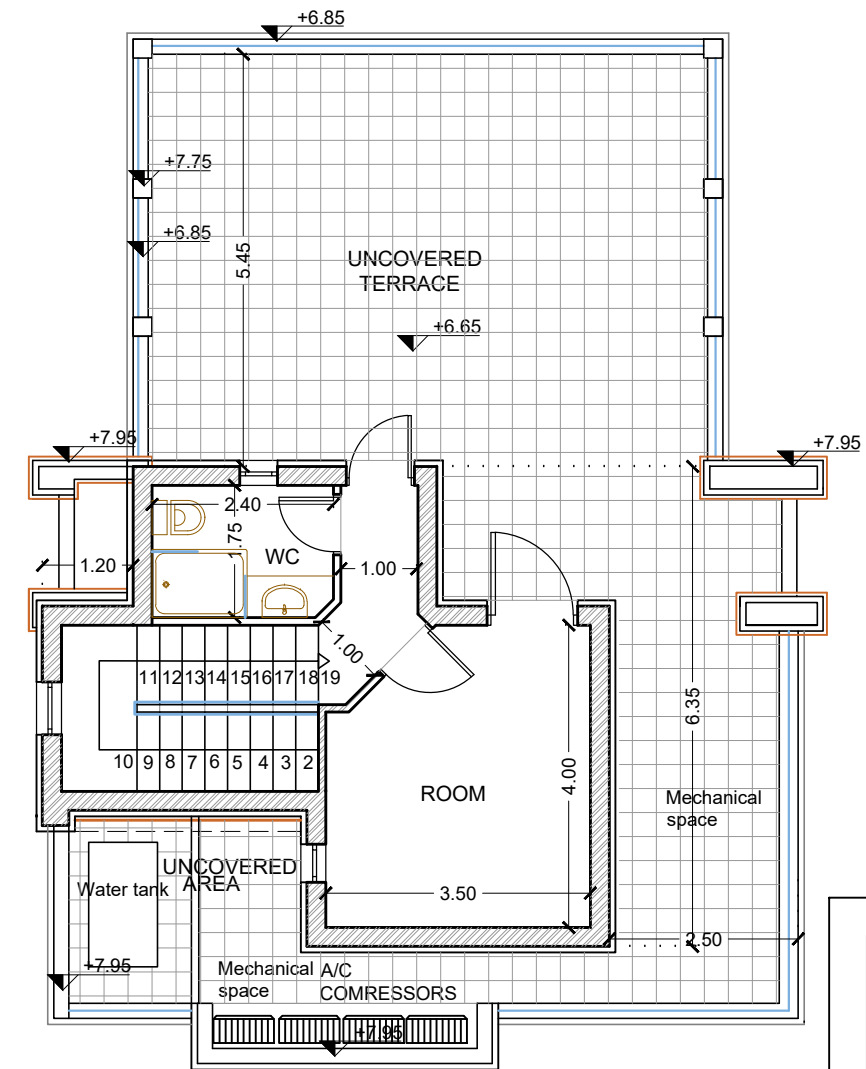 +6.85
+7.75
+6.85
5.45
UNCOVERED
TERRACE
+6.65
+7.95
+7.95
2.40
.75
WC
1.20
1.00
1.00
11 12 13 14 15 16 17 18 19
10 9 8 7 6 5 4 3 2
6.35
4.00
ROOM
Mechanical
space
UNCOVERED
AREA
Water tank
3.50
2.50
+7.95
Mechanical
space
A/C
COMRESSORS
+7.95